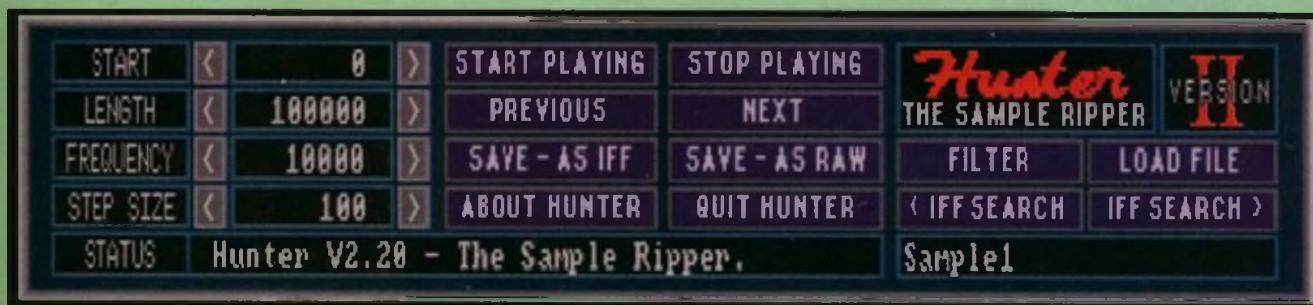 START < 0 > START PLAYING STOP PLAYING Hunter
THE SAMPLE RIPPER
VERSION II
LENGTH < 100000 > PREVIOUS NEXT
FREQUENCY < 10000 > SAVE - AS IFF SAVE - AS RAW FILTER LOAD FILE
STEP SIZE < 100 > ABOUT HUNTER QUIT HUNTER < IFF SEARCH IFF SEARCH >
STATUS Hunter V2.20 - The Sample Ripper. Sample1